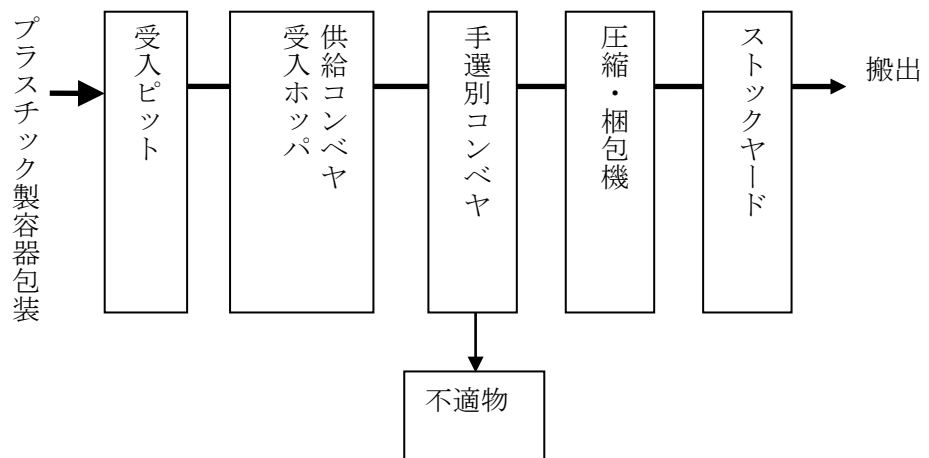 プラスチック製容器包装
受入ピット
供給コンベヤ
受入ホッパ
手選別コンベヤ
圧縮・梱包機
ストックヤード
搬出
不適物